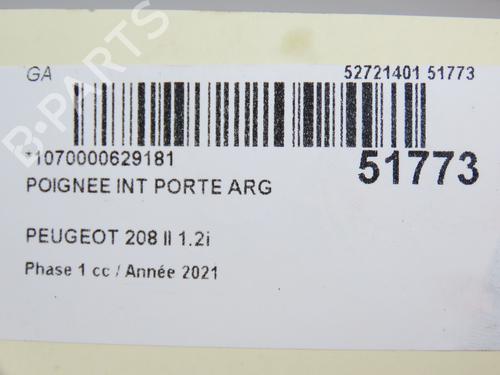 GA
52721401 51773
*1070000629181
51773
POIGNEE INT PORTE ARG
PEUGEOT 208 II 1.2i
Phase 1 cc / Année 2021
B-PARTS